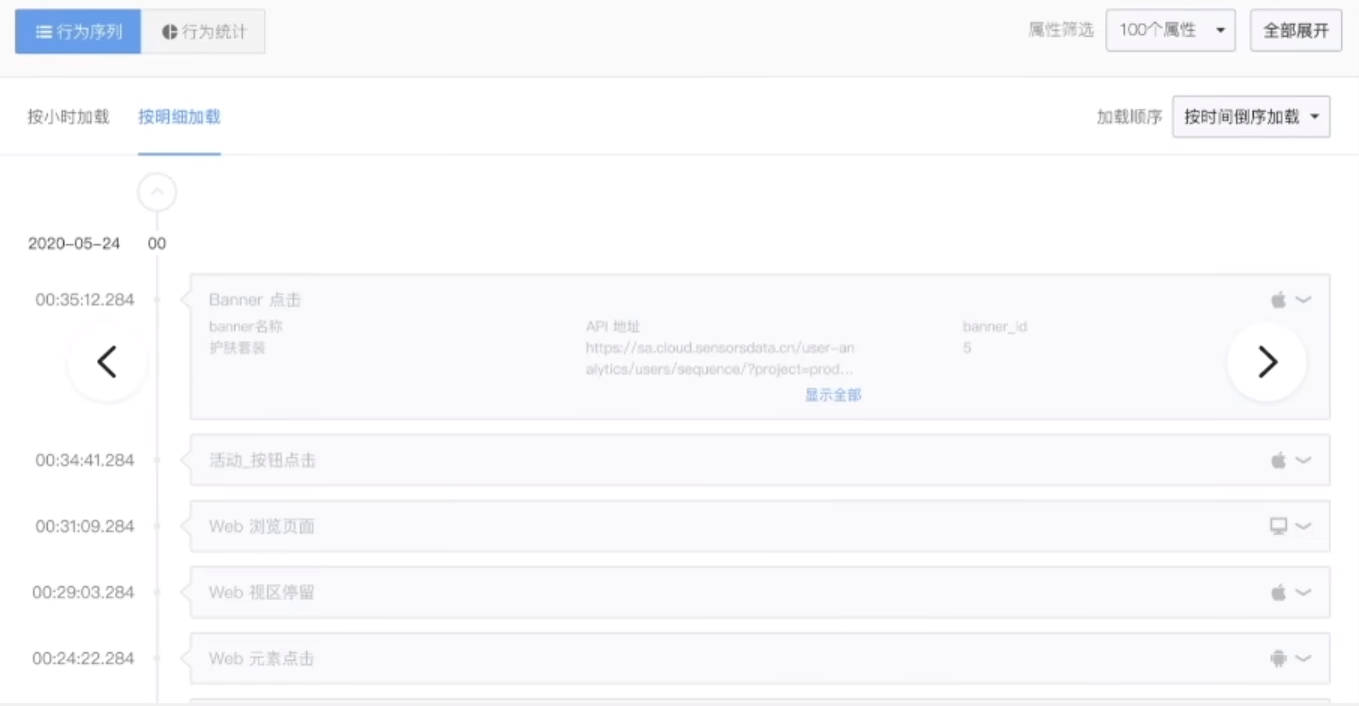 行为序列
行为统计
属性筛选
100个属性
全部展开
按小时加载
按明细加载
加载顺序
按时间倒序加载
2020-05-24
00
00:35:12.284
Banner 点击
banner名称
API 地址
banner_id
护肤套装
https://sa.cloud.sensorsdata.cn/user-an
5
alytics/users/sequence/?project=prod...
显示全部
00:34:41.284
活动_按钮点击
00:31:09.284
Web 浏览页面
00:29:03.284
Web 视区停留
00:24:22.284
Web 元素点击